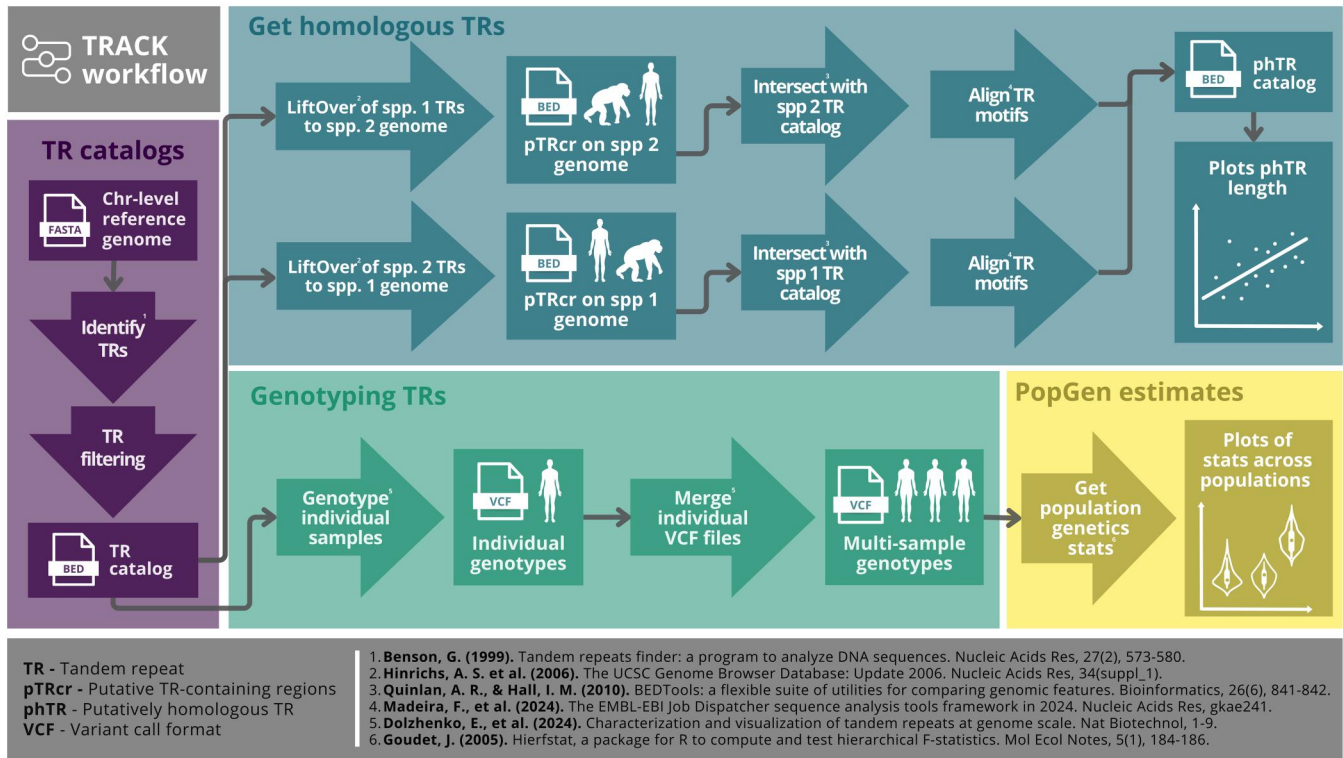 TRACK
workflow
TR catalogs
FASTA
Chr-level
reference
genome
Identify¹
TRs
TR
filtering
BED
TR
catalog
Get homologous TRs
LiftOver² of spp. 1 TRs
to spp. 2 genome
BED
pTRcr on spp 2
genome
Intersect³ with
spp 2 TR
catalog
Align⁴ TR
motifs
BED
phTR
catalog
Plots phTR
length
LiftOver² of spp. 2 TRs
to spp. 1 genome
BED
pTRcr on spp 1
genome
Intersect³ with
spp 1 TR
catalog
Align⁴ TR
motifs
Genotyping TRs
Genotype⁵
individual
samples
VCF
Individual
genotypes
Merge⁵
individual
VCF files
VCF
Multi-sample
genotypes
PopGen estimates
Get
population
genetics
stats⁶
Plots of
stats across
populations
TR - Tandem repeat
pTRcr - Putative TR-containing regions
phTR - Putatively homologous TR
VCF - Variant call format
1. Benson, G. (1999). Tandem repeats finder: a program to analyze DNA sequences. Nucleic Acids Res, 27(2), 573-580.
2. Hinrichs, A. S. et al. (2006). The UCSC Genome Browser Database: Update 2006. Nucleic Acids Res, 34(suppl_1).
3. Quinlan, A. R., & Hall, I. M. (2010). BEDTools: a flexible suite of utilities for comparing genomic features. Bioinformatics, 26(6), 841-842.
4. Madeira, F., et al. (2024). The EMBL-EBI Job Dispatcher sequence analysis tools framework in 2024. Nucleic Acids Res, gkae241.
5. Dolzhenko, E., et al. (2024). Characterization and visualization of tandem repeats at genome scale. Nat Biotechnol, 1-9.
6. Goudet, J. (2005). Hierfstat, a package for R to compute and test hierarchical F-statistics. Mol Ecol Notes, 5(1), 184-186.